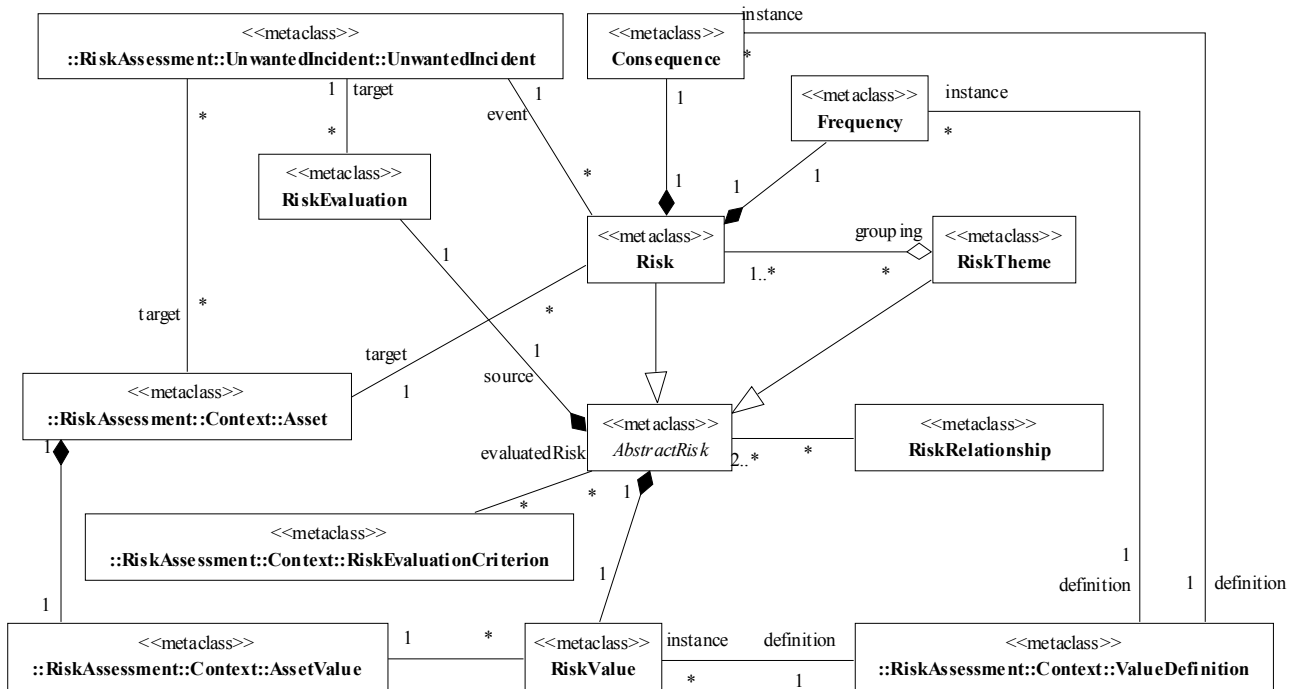 <<metaclass>>
::RiskAssessment::UnwantedIncident::UnwantedIncident
<<metaclass>>
Consequence
instance
*
1
definition
<<metaclass>>
Frequency
instance
*
1
definition
1
target
*
1
event
*
*
*
target
<<metaclass>>
RiskEvaluation
1
1
source
1
1
1
1
<<metaclass>>
Risk
grouping
1..*
*
<<metaclass>>
RiskTheme
*
target
1
<<metaclass>>
::RiskAssessment::Context::Asset
1
1
<<metaclass>>
AbstractRisk
evaluatedRisk
*
*
2..*
*
<<metaclass>>
RiskRelationship
1
1
<<metaclass>>
::RiskAssessment::Context::RiskEvaluationCriterion
<<metaclass>>
::RiskAssessment::Context::AssetValue
1
*
<<metaclass>>
RiskValue
instance
definition
*
1
<<metaclass>>
::RiskAssessment::Context::ValueDefinition